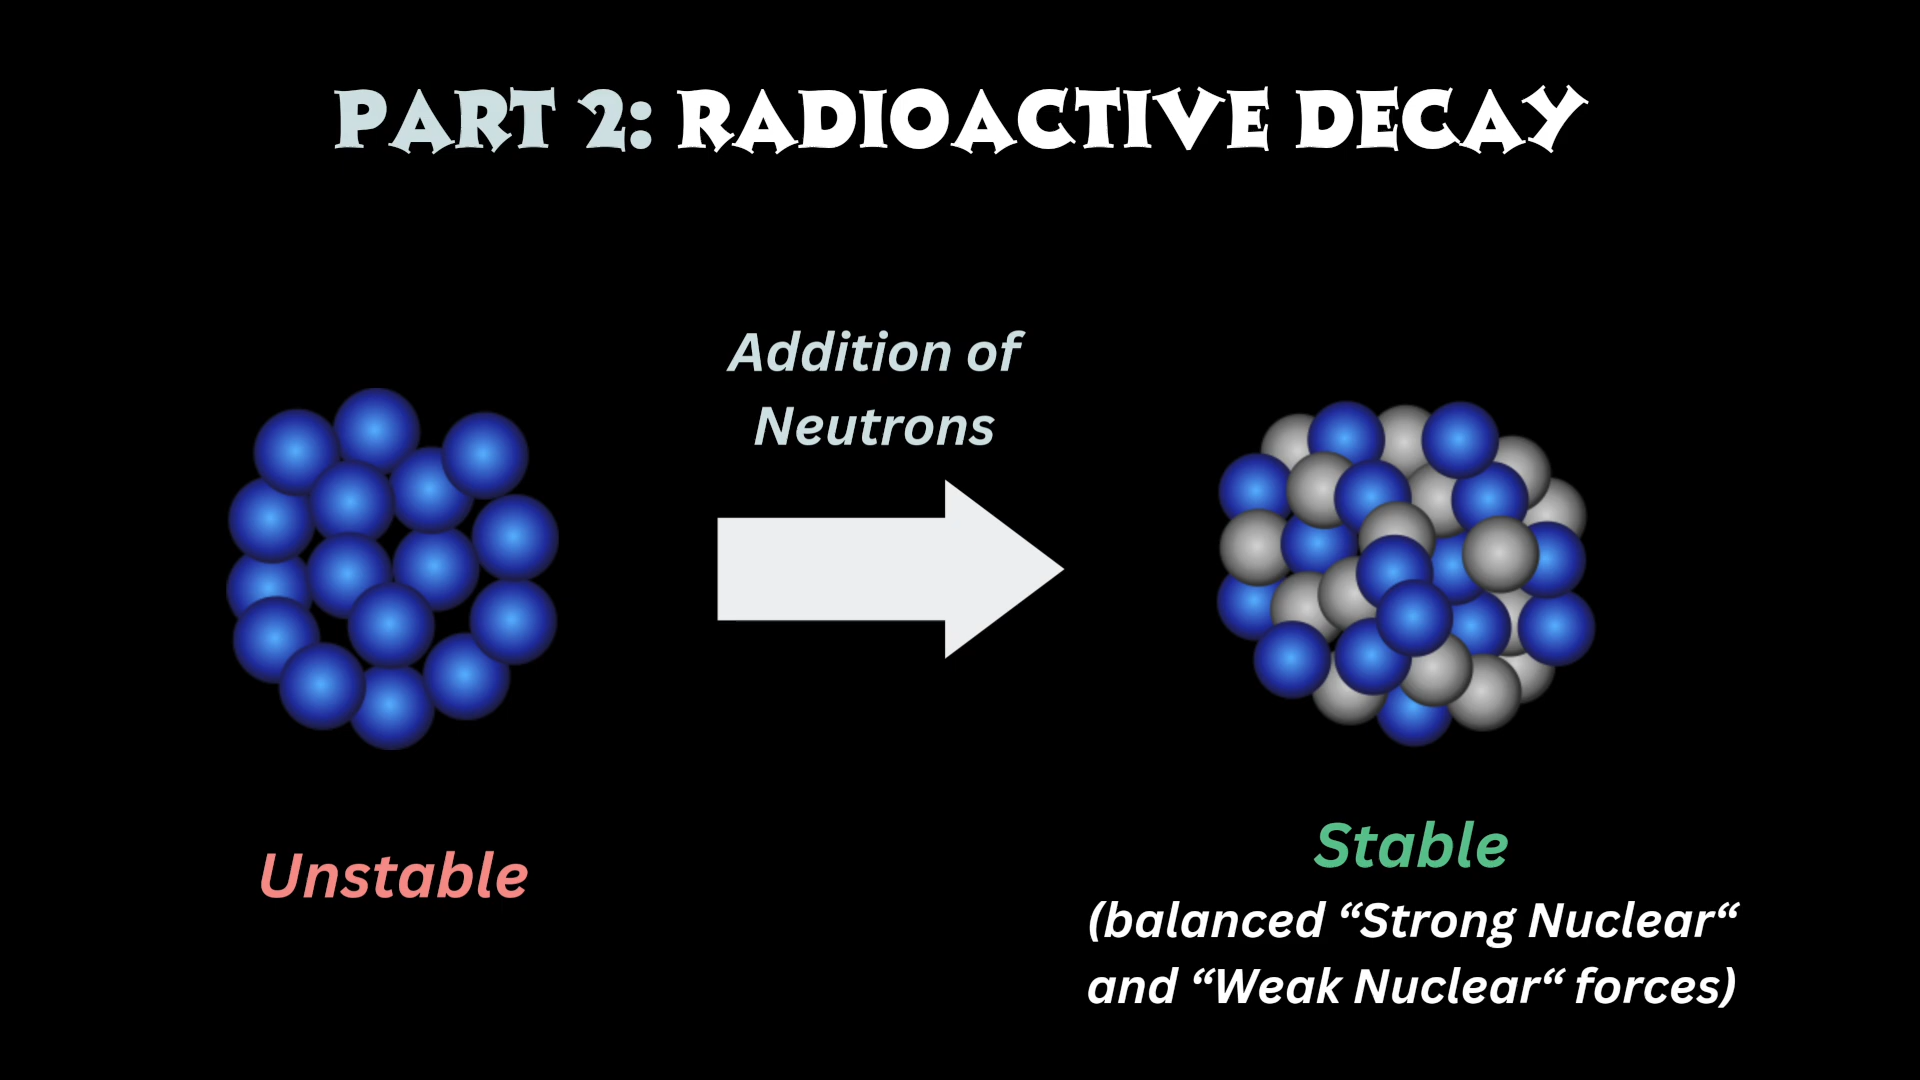 PART 2: RADIOACTIVE DECAY
Addition of
Neutrons
Unstable
Stable
(balanced “Strong Nuclear“
and “Weak Nuclear“ forces)